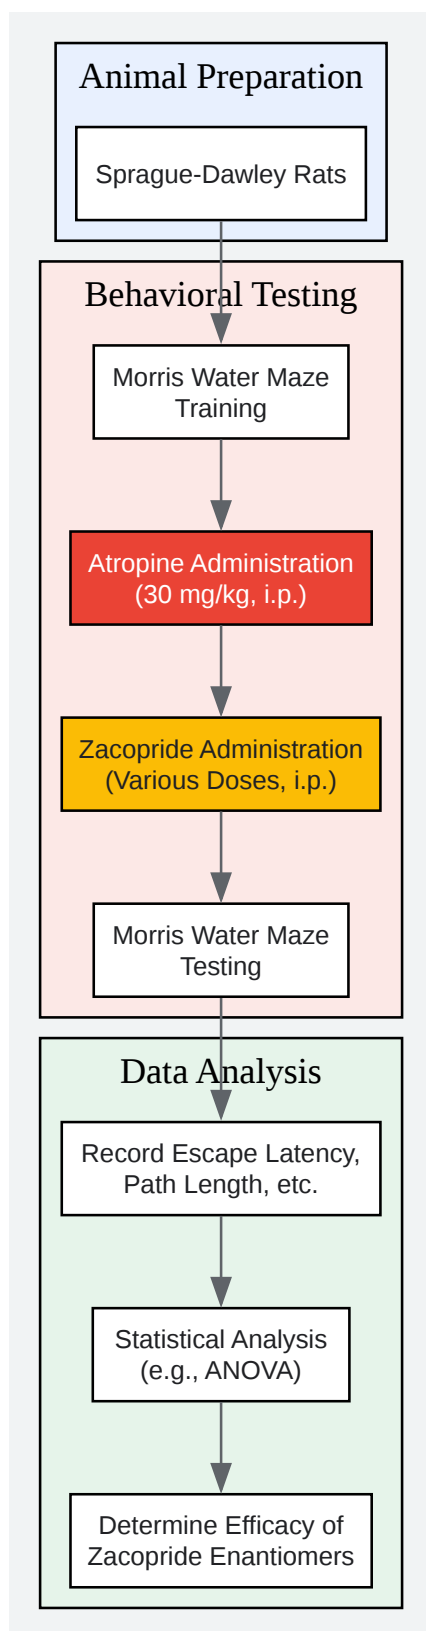 Animal Preparation
Sprague-Dawley Rats
Behavioral Testing
Morris Water Maze
Training
Atropine Administration
(30 mg/kg, i.p.)
Zacopride Administration
(Various Doses, i.p.)
Morris Water Maze
Testing
Data Analysis
Record Escape Latency,
Path Length, etc.
Statistical Analysis
(e.g., ANOVA)
Determine Efficacy of
Zacopride Enantiomers